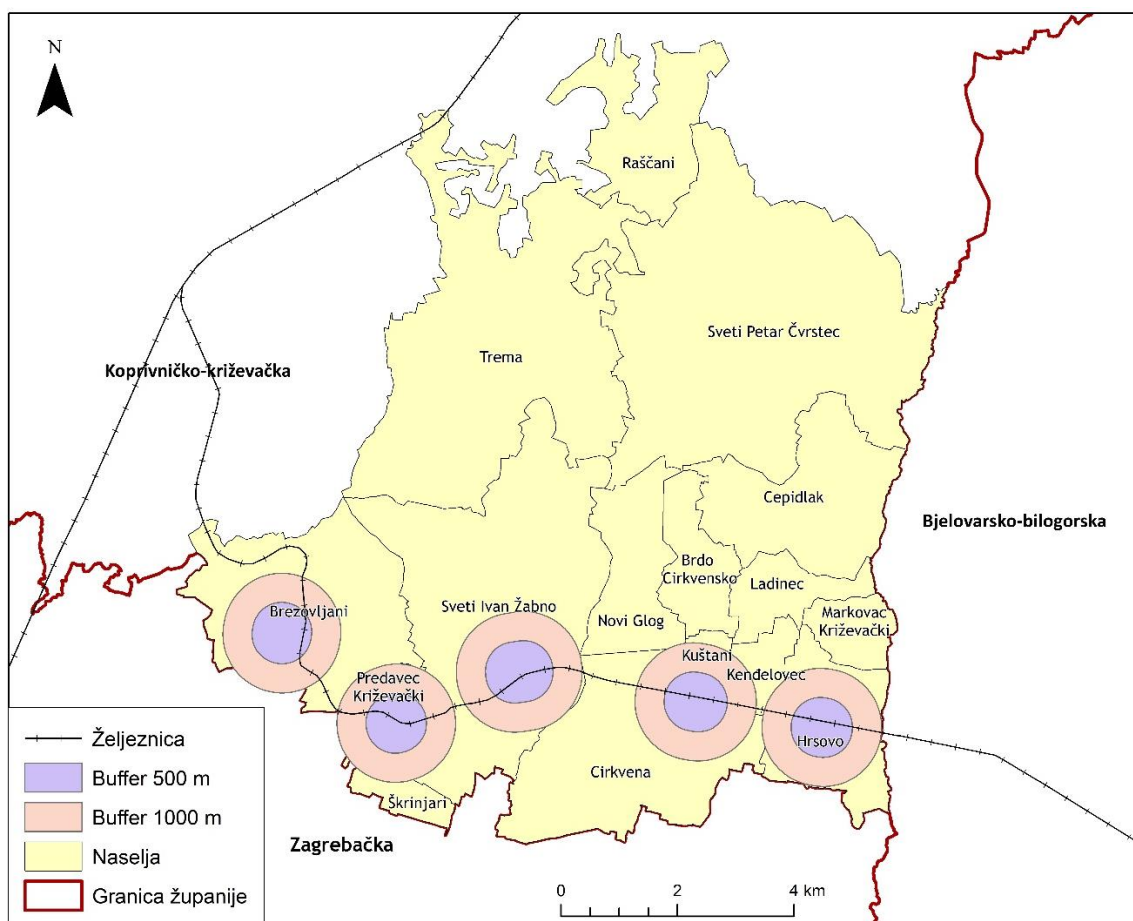 N
Raščani
Sveti Petar Čvrstec
Trema
Koprivničko-križevačka
Cepidlak
Bjelovarsko-bilogorska
Brdo
Cirkvensko
Ladinec
Brezovljani
Sveti Ivan Žabno
Novi Glog
Markovac
Križevački
Kuštani
Kenđelovec
Predavec
Križevački
Hrsovo
Cirkvena
Škrinjari
Zagrebačka
Željeznica
Buffer 500 m
Buffer 1000 m
Naselja
Granica županije
0 2 4 km